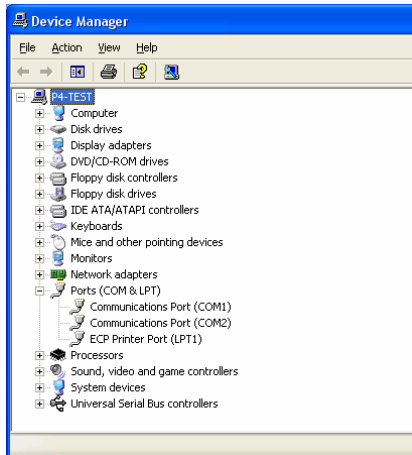 Device Manager
File Action View Help
P4-TEST
Computer
Disk drives
Display adapters
DVD/CD-ROM drives
Floppy disk controllers
Floppy disk drives
IDE ATA/ATAPI controllers
Keyboards
Mice and other pointing devices
Monitors
Network adapters
Ports (COM & LPT)
Communications Port (COM1)
Communications Port (COM2)
ECP Printer Port (LPT1)
Processors
Sound, video and game controllers
System devices
Universal Serial Bus controllers